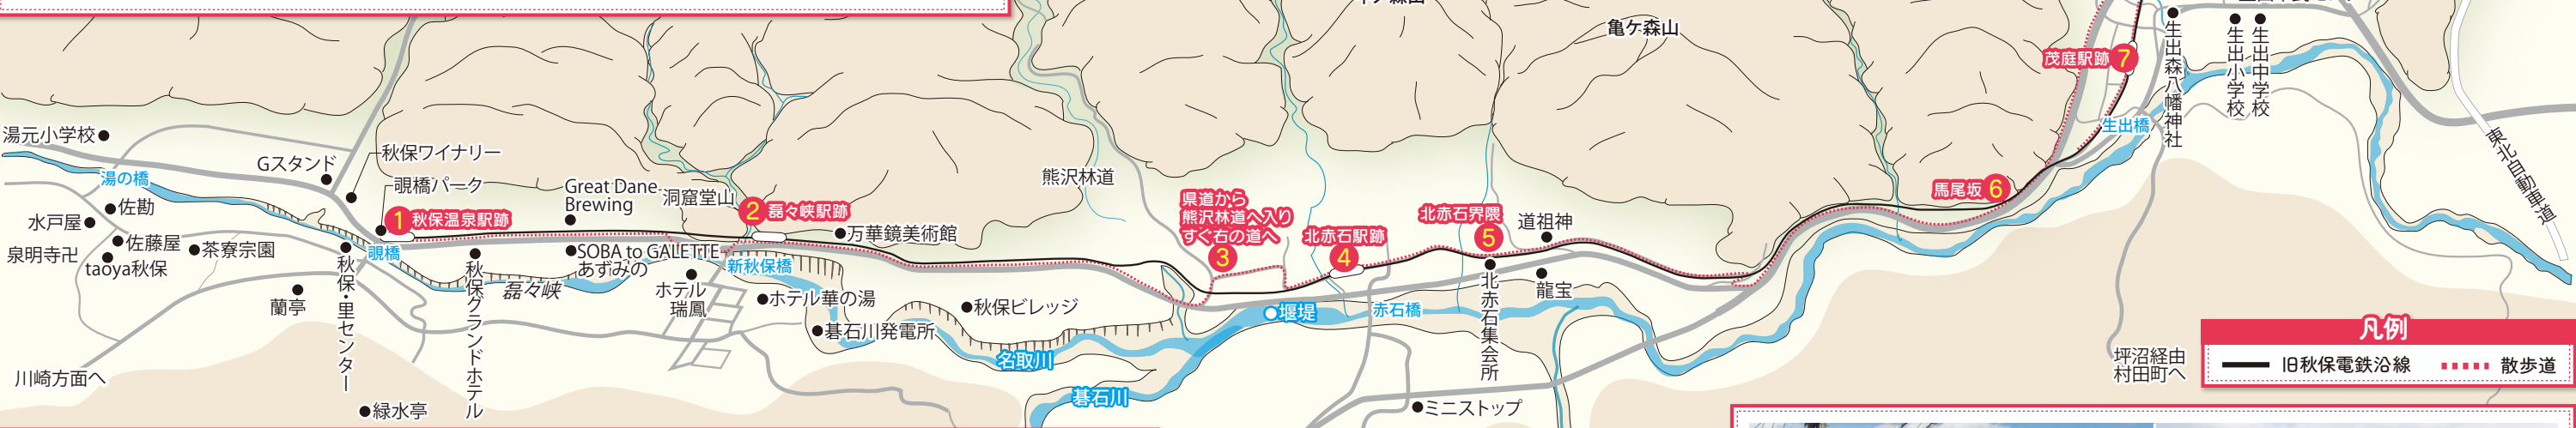 亀ケ森山
茂庭駅跡 7
生出森八幡神社
生出小学校
生出中学校
生出橋
東北自動車道
湯元小学校
湯の橋
Gスタンド
秋保ワイナリー
覗橋パーク
1 秋保温泉駅跡
覗橋
水戸屋
佐勘
佐藤屋
泉明寺卍
taoya秋保
茶寮宗園
蘭亭
秋保・里センター
川崎方面へ
緑水亭
秋保グランドホテル
Great Dane
Brewing
洞窟堂山
2 磊々峡駅跡
SOBA to GALETTE
あずみの
磊々峡
新秋保橋
万華鏡美術館
ホテル
瑞鳳
ホテル華の湯
碁石川発電所
秋保ビレッジ
名取川
碁石川
熊沢林道
県道から
熊沢林道へ入り
すぐ右の道へ
3
北赤石駅跡
4
堰堤
赤石橋
北赤石界隈
5
道祖神
北赤石集会所
龍宝
ミニストップ
馬尾坂 6
坪沼経由
村田町へ
凡例
旧秋保電鉄沿線
散歩道